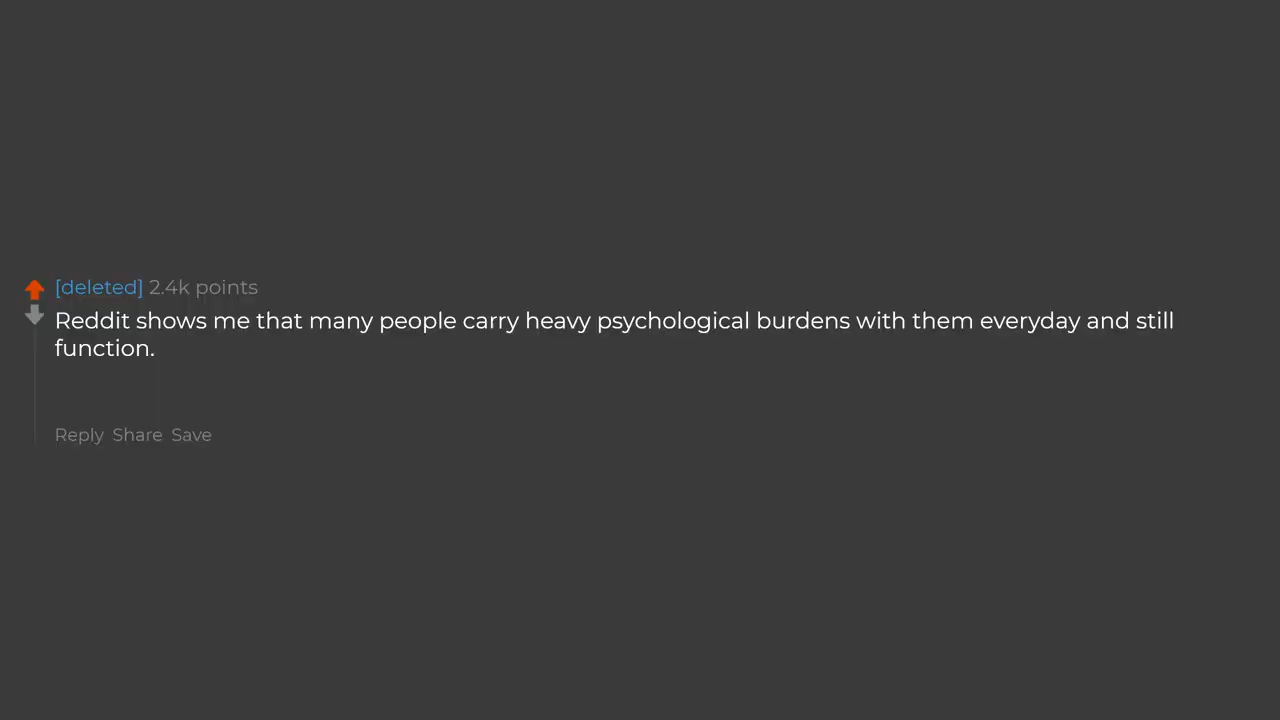 [deleted] 2.4k points
Reddit shows me that many people carry heavy psychological burdens with them everyday and still
function.
Reply Share Save